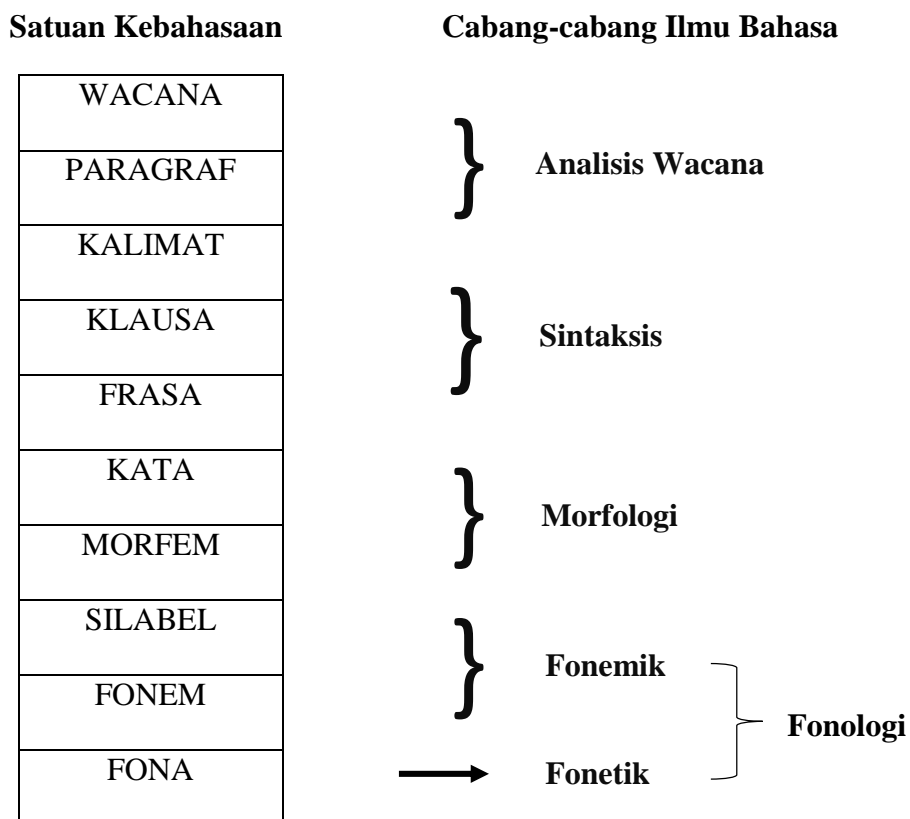 Satuan Kebahasaan Cabang-cabang Ilmu Bahasa
WACANA
PARAGRAF Analisis Wacana
KALIMAT
KLAUSA Sintaksis
FRASA
KATA
Morfologi
MORFEM
SILABEL
Fonemik
FONEM
Fonologi
FONA Fonetik